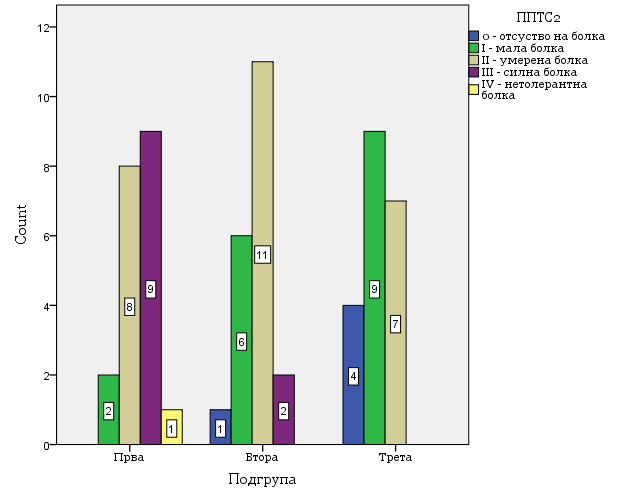 ППТС2
0 - отсуство на болка
I - мала болка
II - умерена болка
III - силна болка
IV - нетолерантна
болка
Count
12
10
8
6
4
2
0
2
8
9
1
1
6
11
2
4
9
7
Прва
Втора
Трета
Подгрупа